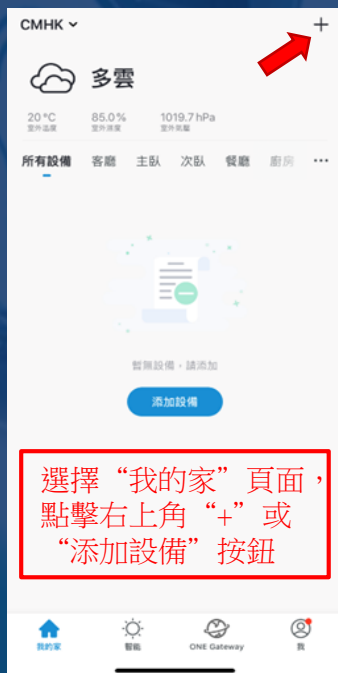 CMHK
+
多雲
20 °C 85.0 % 1019.7 hPa
室外溫度 室外濕度 室外氣壓
所有設備 客廳 主臥 次臥 餐廳 廚房 •••
暫無設備，請添加
添加設備
選擇“我的家”頁面，
點擊右上角“+”或
“添加設備”按鈕
我的家 智能 ONE Gateway 我